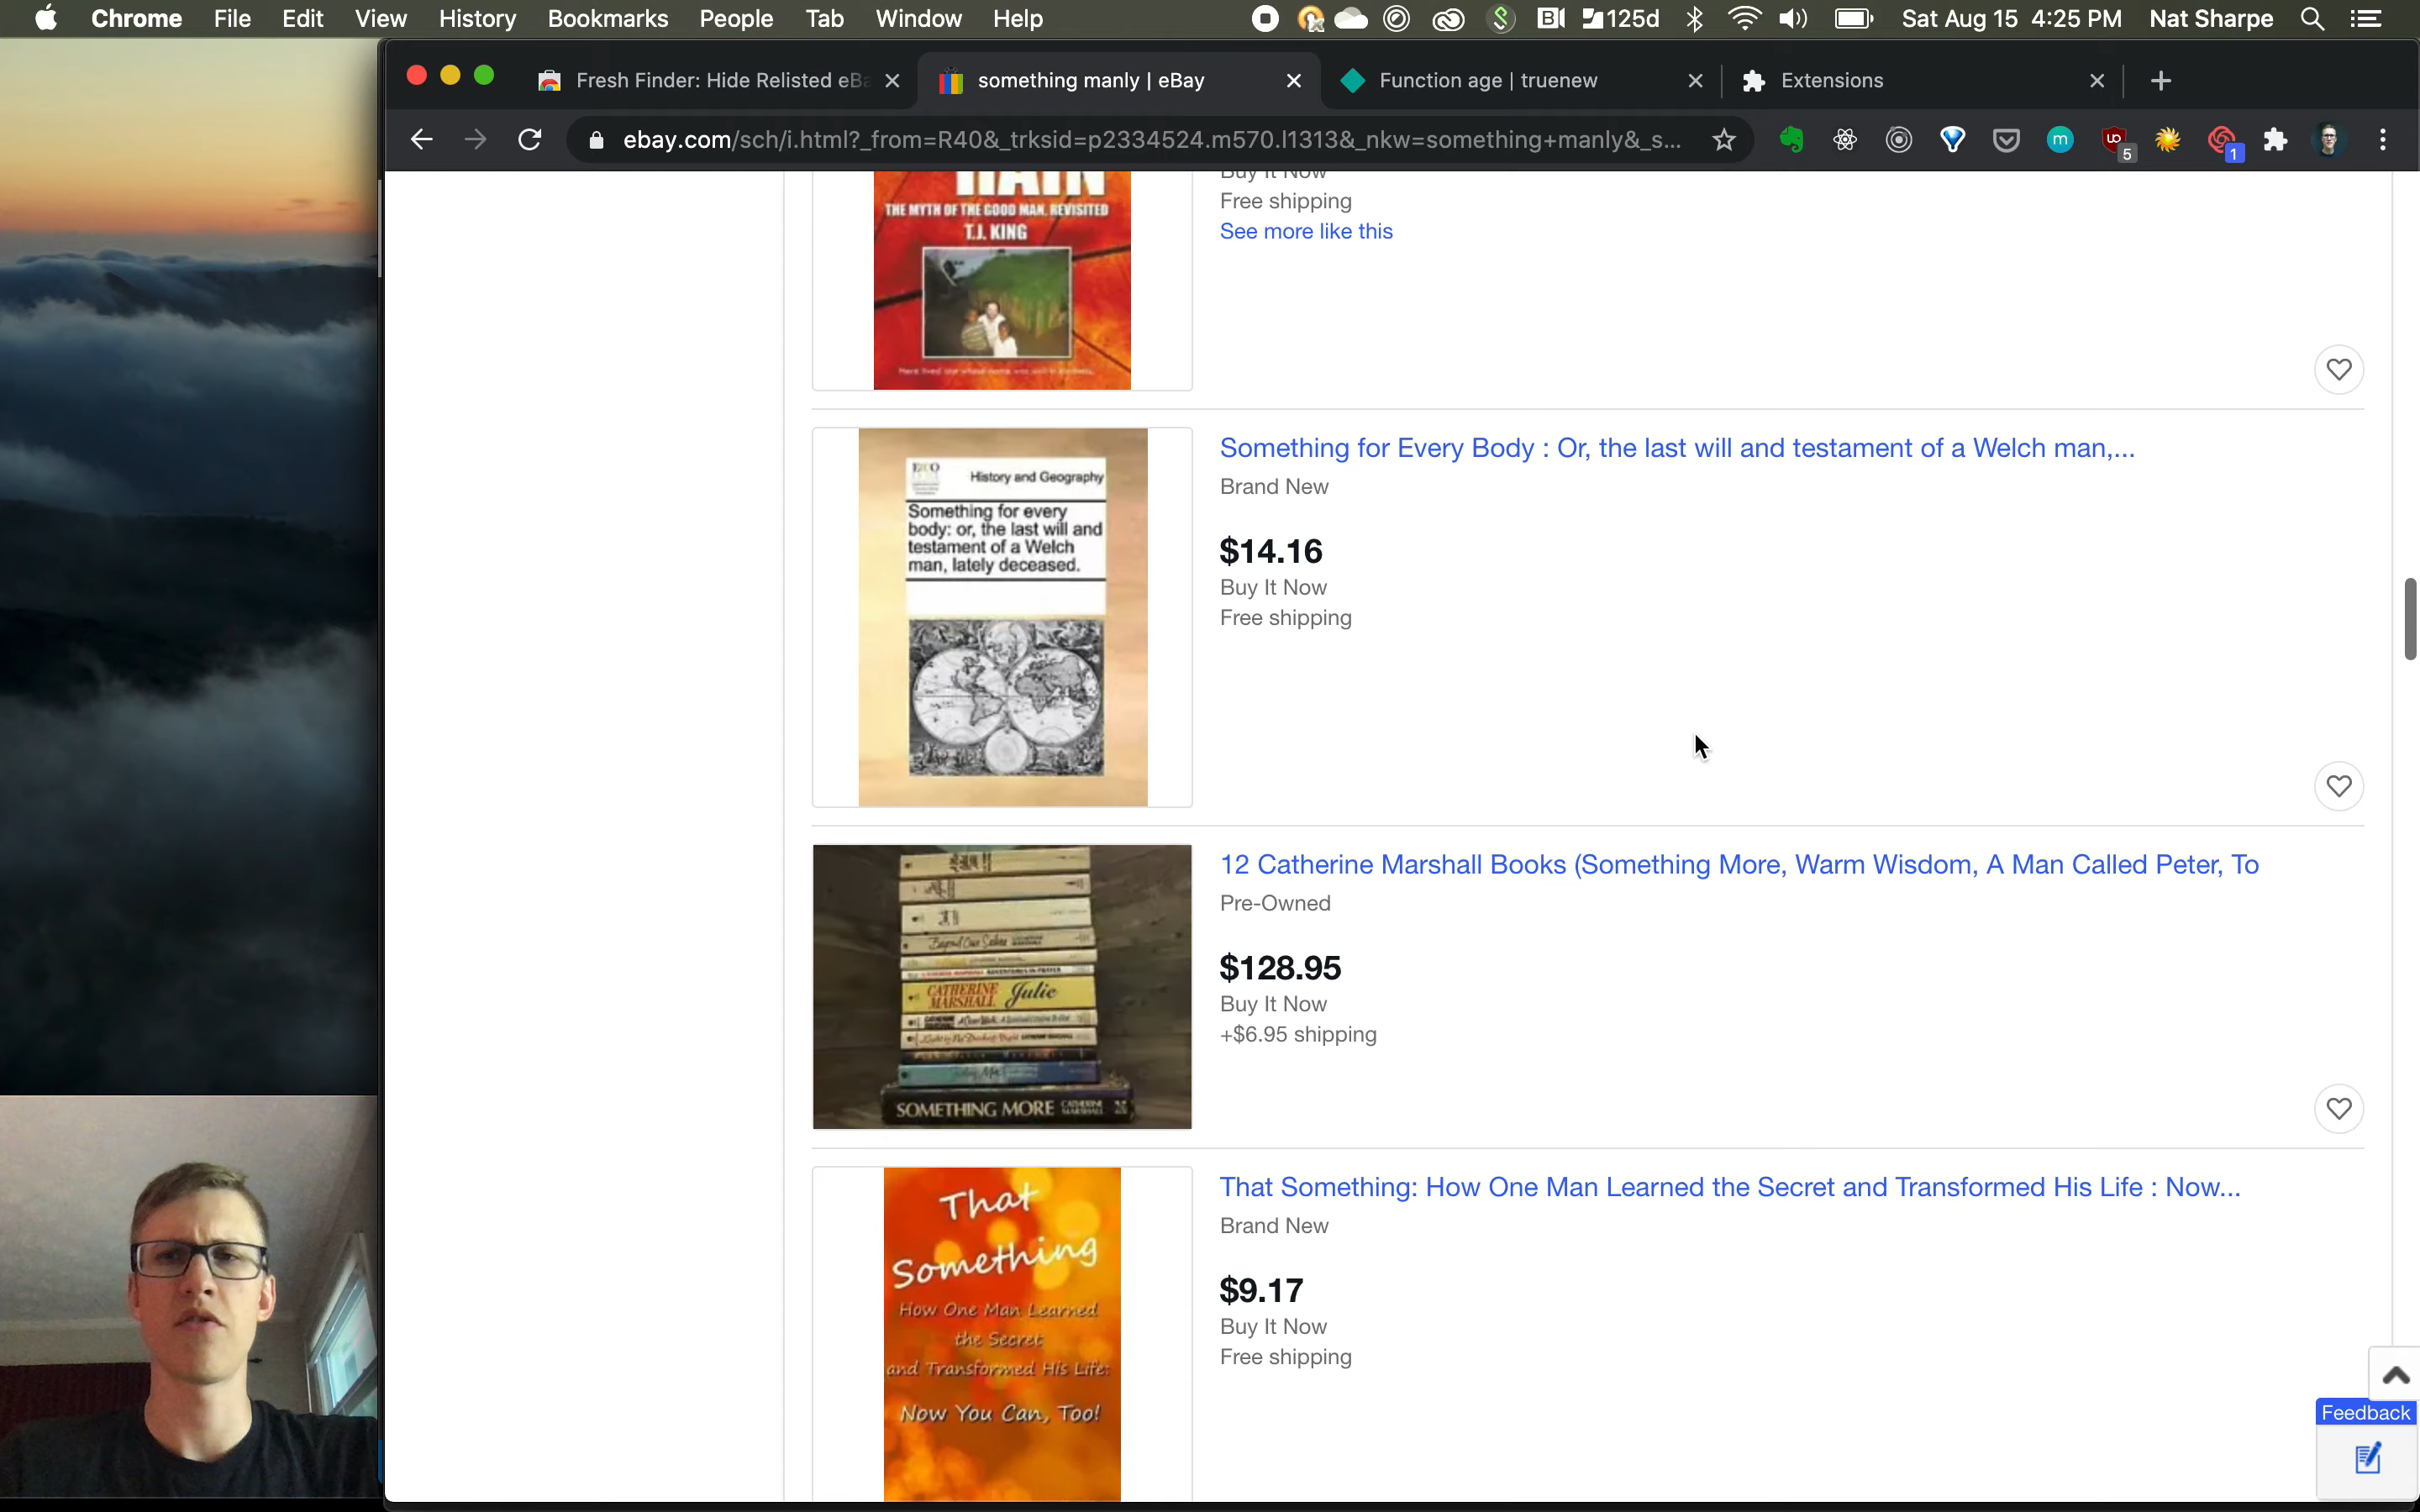 Chrome File Edit View History Bookmarks People Tab Window Help 125d Sat Aug 15 4:25 PM Nat Sharpe
Fresh Finder: Hide Relisted eBa
something manly | eBay
Function age | truenew
Extensions
ebay.com/sch/i.html?_from=R40&_trksid=p2334524.m570.l1313&_nkw=something+manly&_s...
m
5
1
THE MYTH OF THE GOOD MAN, REVISITED
T.J. KING
Buy It Now
Free shipping
See more like this
History and Geography
Something for every
body: or, the last will and
testament of a Welch
man, lately deceased.
Something for Every Body : Or, the last will and testament of a Welch man,...
Brand New
$14.16
Buy It Now
Free shipping
CATHERINE
MARSHALL Julie
SOMETHING MORE CATHERINE
MARSHALL
12 Catherine Marshall Books (Something More, Warm Wisdom, A Man Called Peter, To
Pre-Owned
$128.95
Buy It Now
+$6.95 shipping
That
Something
How One Man Learned
the Secret
and Transformed His Life:
Now You Can, Too!
That Something: How One Man Learned the Secret and Transformed His Life : Now...
Brand New
$9.17
Buy It Now
Free shipping
Feedback